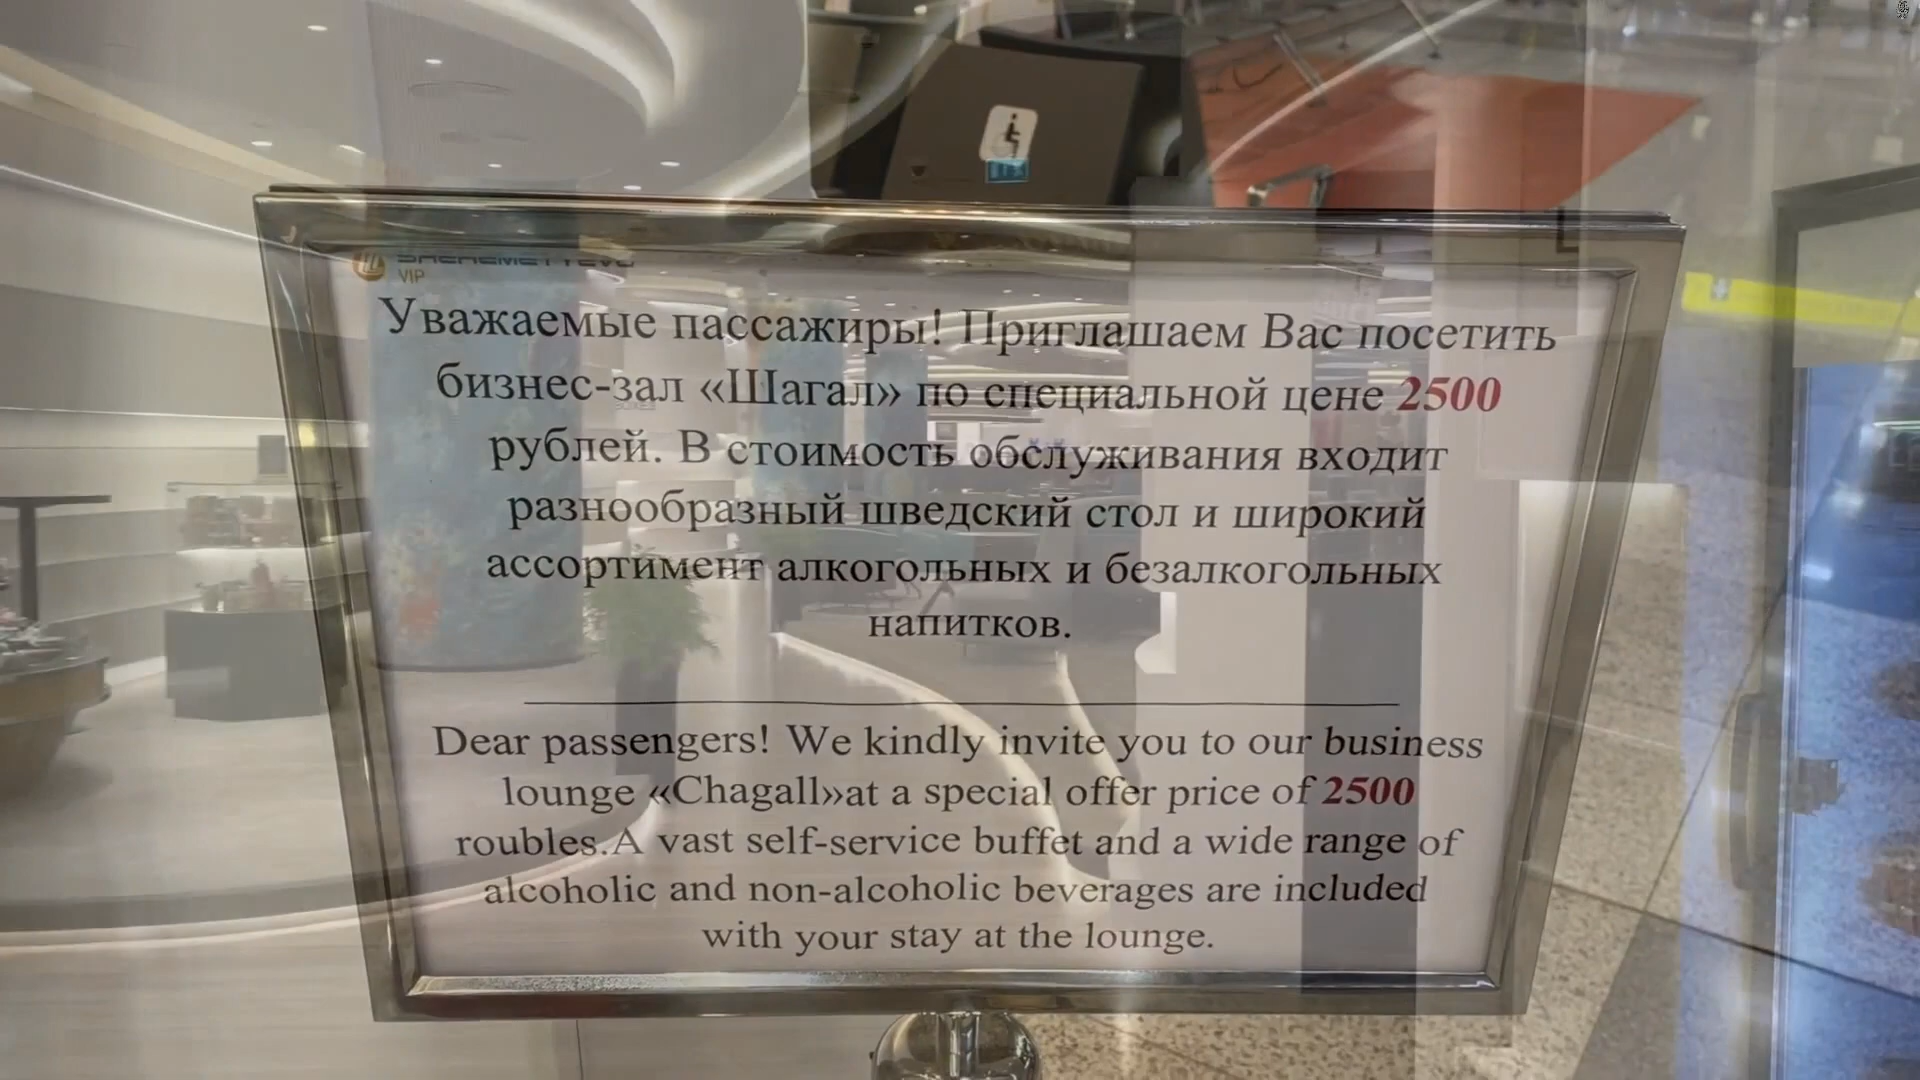 SHEREMETYEVO
VIP
Уважаемые пассажиры! Приглашаем Вас посетить
бизнес-зал «Шагал» по специальной цене 2500
рублей. В стоимость обслуживания входит
разнообразный шведский стол и широкий
ассортимент алкогольных и безалкогольных
напитков.
Dear passengers! We kindly invite you to our business
lounge «Chagall»at a special offer price of 2500
roubles.A vast self-service buffet and a wide range of
alcoholic and non-alcoholic beverages are included
with your stay at the lounge.